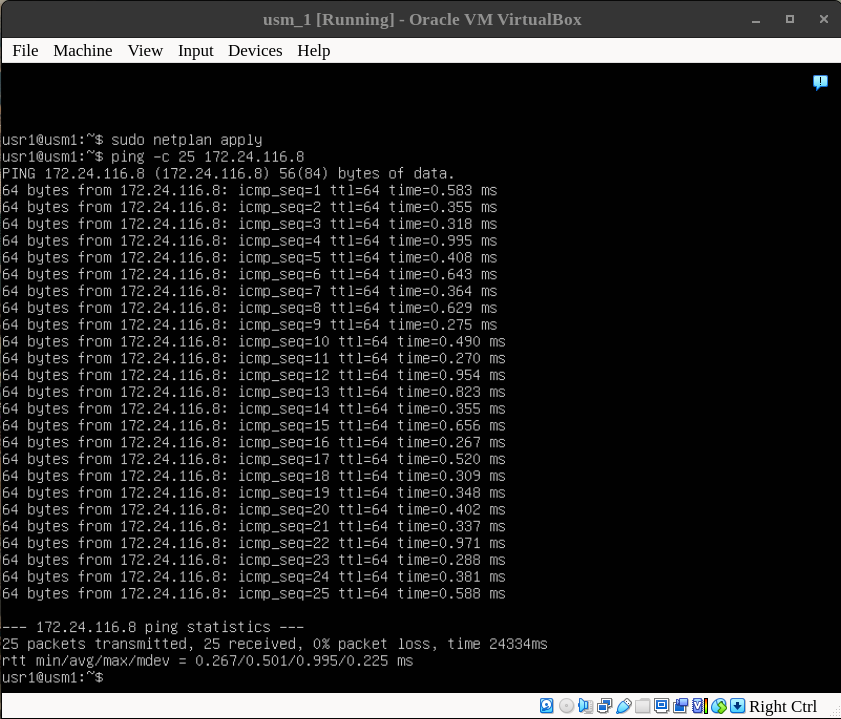 usm_1 [Running] - Oracle VM VirtualBox
File Machine View Input Devices Help
usr1@usm1:~$ sudo netplan apply
usr1@usm1:~$ ping -c 25 172.24.116.8
PING 172.24.116.8 (172.24.116.8) 56(84) bytes of data.
64 bytes from 172.24.116.8: icmp_seq=1 ttl=64 time=0.583 ms
64 bytes from 172.24.116.8: icmp_seq=2 ttl=64 time=0.355 ms
64 bytes from 172.24.116.8: icmp_seq=3 ttl=64 time=0.318 ms
64 bytes from 172.24.116.8: icmp_seq=4 ttl=64 time=0.995 ms
64 bytes from 172.24.116.8: icmp_seq=5 ttl=64 time=0.408 ms
64 bytes from 172.24.116.8: icmp_seq=6 ttl=64 time=0.643 ms
64 bytes from 172.24.116.8: icmp_seq=7 ttl=64 time=0.364 ms
64 bytes from 172.24.116.8: icmp_seq=8 ttl=64 time=0.629 ms
64 bytes from 172.24.116.8: icmp_seq=9 ttl=64 time=0.275 ms
64 bytes from 172.24.116.8: icmp_seq=10 ttl=64 time=0.490 ms
64 bytes from 172.24.116.8: icmp_seq=11 ttl=64 time=0.270 ms
64 bytes from 172.24.116.8: icmp_seq=12 ttl=64 time=0.954 ms
64 bytes from 172.24.116.8: icmp_seq=13 ttl=64 time=0.823 ms
64 bytes from 172.24.116.8: icmp_seq=14 ttl=64 time=0.355 ms
64 bytes from 172.24.116.8: icmp_seq=15 ttl=64 time=0.656 ms
64 bytes from 172.24.116.8: icmp_seq=16 ttl=64 time=0.267 ms
64 bytes from 172.24.116.8: icmp_seq=17 ttl=64 time=0.520 ms
64 bytes from 172.24.116.8: icmp_seq=18 ttl=64 time=0.309 ms
64 bytes from 172.24.116.8: icmp_seq=19 ttl=64 time=0.348 ms
64 bytes from 172.24.116.8: icmp_seq=20 ttl=64 time=0.402 ms
64 bytes from 172.24.116.8: icmp_seq=21 ttl=64 time=0.337 ms
64 bytes from 172.24.116.8: icmp_seq=22 ttl=64 time=0.971 ms
64 bytes from 172.24.116.8: icmp_seq=23 ttl=64 time=0.288 ms
64 bytes from 172.24.116.8: icmp_seq=24 ttl=64 time=0.381 ms
64 bytes from 172.24.116.8: icmp_seq=25 ttl=64 time=0.588 ms
--- 172.24.116.8 ping statistics ---
25 packets transmitted, 25 received, 0% packet loss, time 24334ms
rtt min/avg/max/mdev = 0.267/0.501/0.995/0.225 ms
usr1@usm1:~$
Right Ctrl